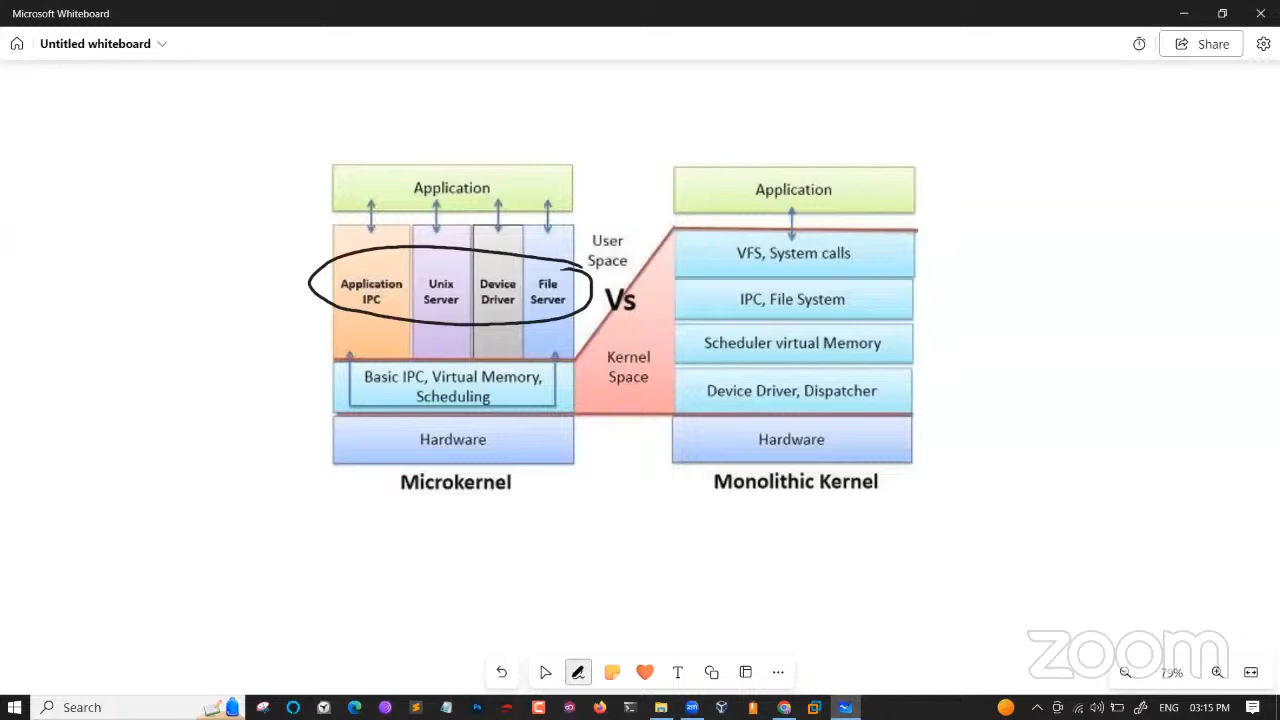 Microsoft Whiteboard
Untitled whiteboard
Share
Application
Application IPC
Unix Server
Device Driver
File Server
Basic IPC, Virtual Memory,
Scheduling
Hardware
Microkernel
User
Space
Vs
Kernel
Space
Application
VFS, System calls
IPC, File System
Scheduler virtual Memory
Device Driver, Dispatcher
Hardware
Monolithic Kernel
zoom
79%
Search
ENG
03:15 PM